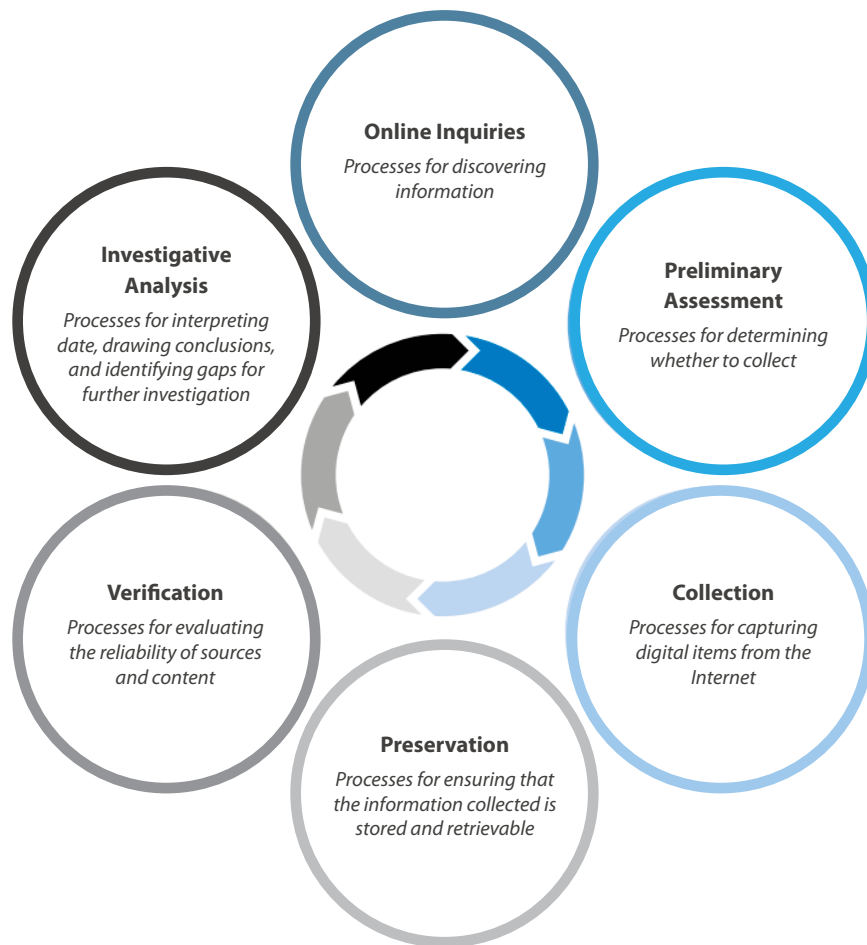 Online Inquiries
Processes for discovering
information
Preliminary
Assessment
Processes for determining
whether to collect
Collection
Processes for capturing
digital items from the
Internet
Preservation
Processes for ensuring that
the information collected is
stored and retrievable
Verification
Processes for evaluating
the reliability of sources
and content
Investigative
Analysis
Processes for interpreting
date, drawing conclusions,
and identifying gaps for
further investigation